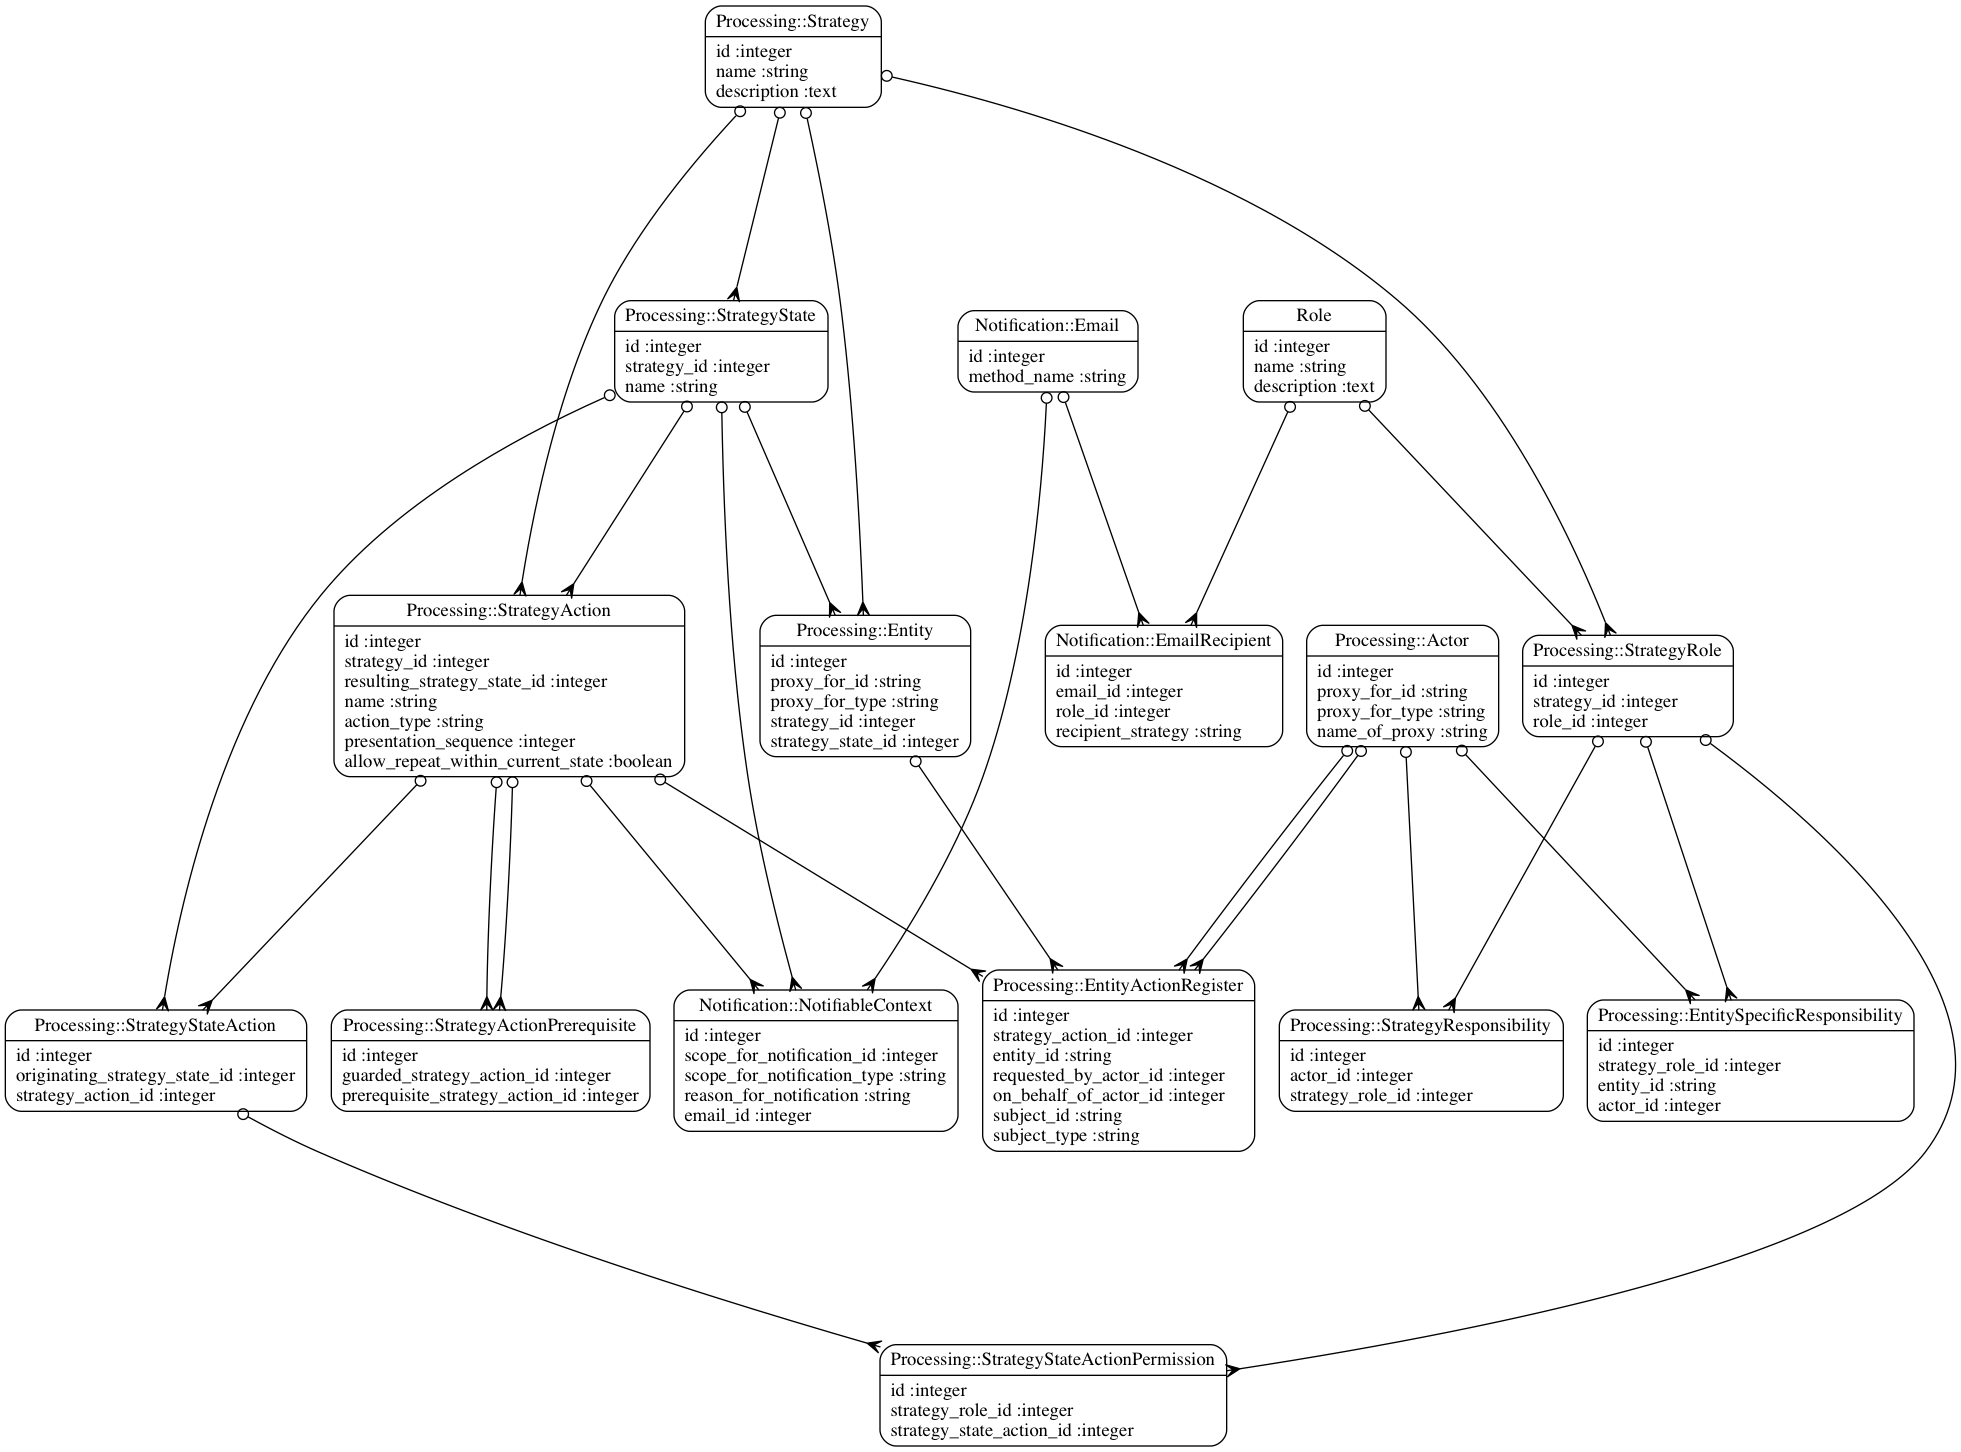 Processing::Strategy
id :integer
name :string
description :text
Processing::StrategyState
id :integer
strategy_id :integer
name :string
Notification::Email
id :integer
method_name :string
Role
id :integer
name :string
description :text
Processing::StrategyAction
id :integer
strategy_id :integer
resulting_strategy_state_id :integer
name :string
action_type :string
presentation_sequence :integer
allow_repeat_within_current_state :boolean
Processing::Entity
id :integer
proxy_for_id :string
proxy_for_type :string
strategy_id :integer
strategy_state_id :integer
Notification::EmailRecipient
id :integer
email_id :integer
role_id :integer
recipient_strategy :string
Processing::Actor
id :integer
proxy_for_id :string
proxy_for_type :string
name_of_proxy :string
Processing::StrategyRole
id :integer
strategy_id :integer
role_id :integer
Processing::StrategyStateAction
id :integer
originating_strategy_state_id :integer
strategy_action_id :integer
Processing::StrategyActionPrerequisite
id :integer
guarded_strategy_action_id :integer
prerequisite_strategy_action_id :integer
Notification::NotifiableContext
id :integer
scope_for_notification_id :integer
scope_for_notification_type :string
reason_for_notification :string
email_id :integer
Processing::EntityActionRegister
id :integer
strategy_action_id :integer
entity_id :string
requested_by_actor_id :integer
on_behalf_of_actor_id :integer
subject_id :string
subject_type :string
Processing::StrategyResponsibility
id :integer
actor_id :integer
strategy_role_id :integer
Processing::EntitySpecificResponsibility
id :integer
strategy_role_id :integer
entity_id :string
actor_id :integer
Processing::StrategyStateActionPermission
id :integer
strategy_role_id :integer
strategy_state_action_id :integer